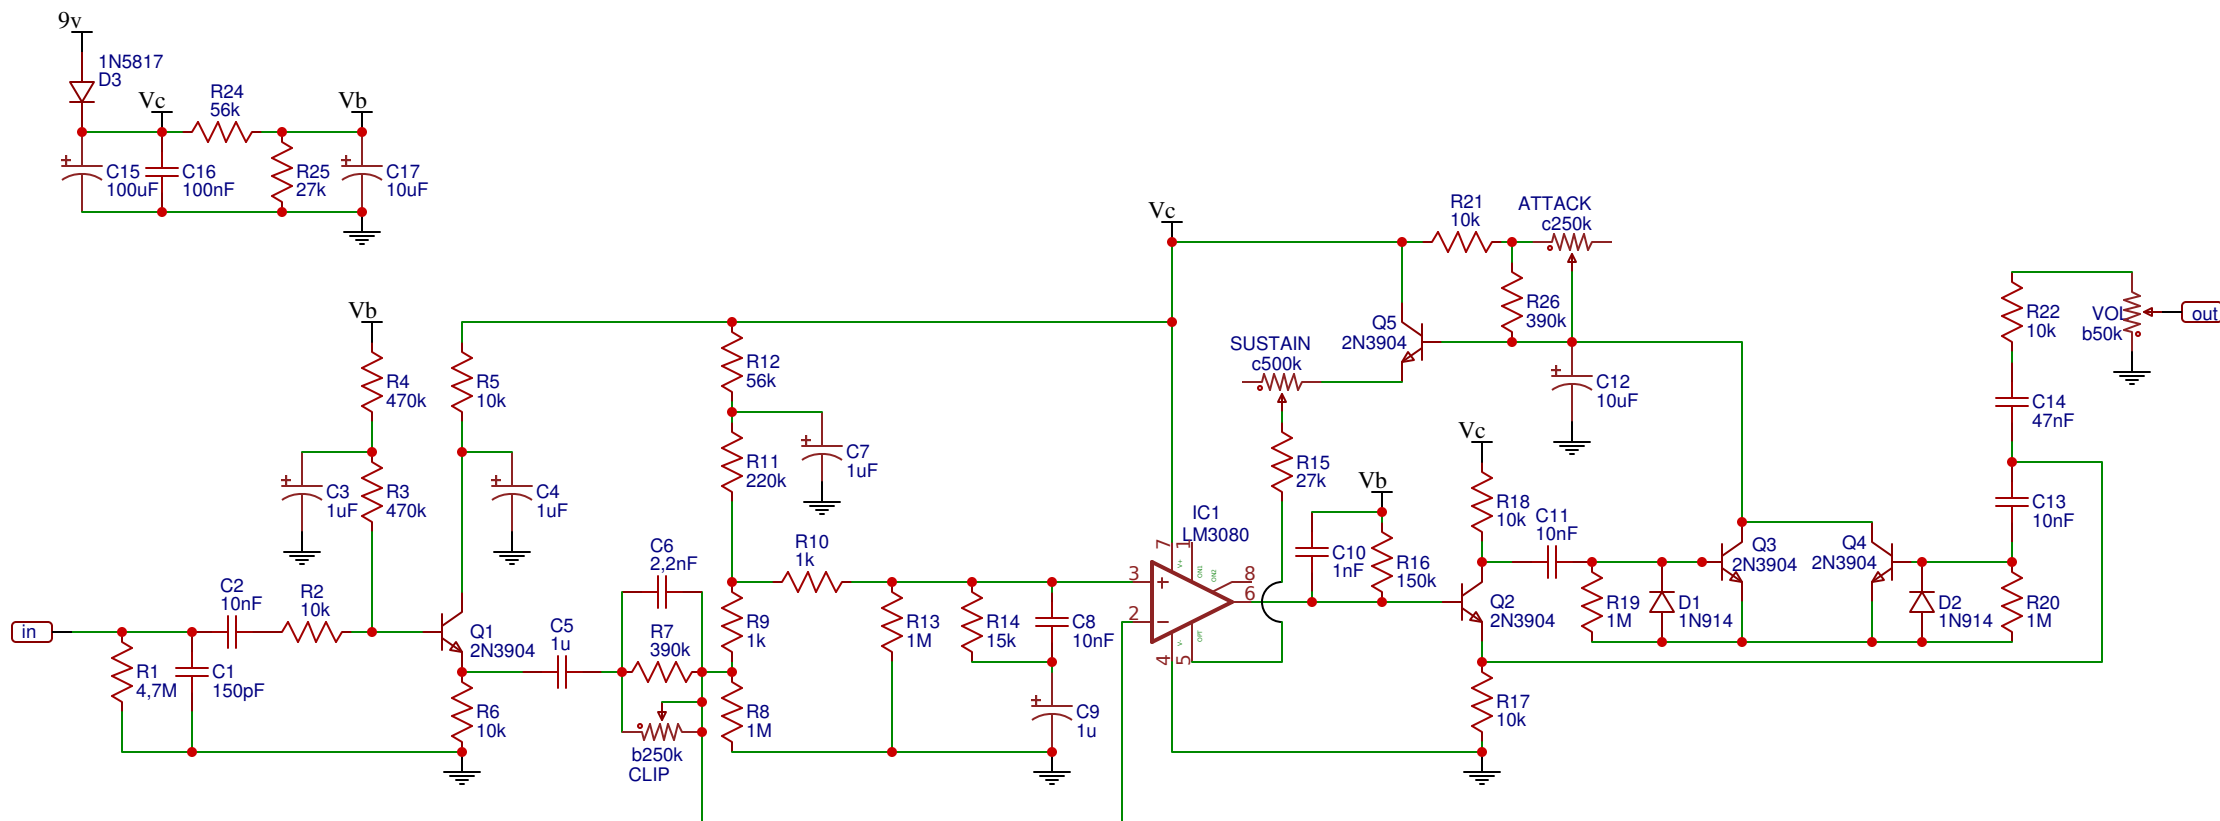 9v
1N5817
D3
Vc
R24
56k
Vb
C15
100uF
C16
100nF
R25
27k
C17
10uF
Vc
R21
10k
ATTACK
c250k
R26
390k
Q5
2N3904
SUSTAIN
c500k
C12
10uF
R22
10k
VOL
b50k
out
Vb
R4
470k
R5
10k
R12
56k
C14
47nF
Vc
C3
1uF
R3
470k
C4
1uF
R11
220k
C7
1uF
R15
27k
Vb
R18
10k
C11
10nF
C13
10nF
IC1
LM3080
C2
10nF
R2
10k
C6
2,2nF
R10
1k
7
1
V+
ON1
ON2
3
+
2
−
8
6
4
5
V-
OPT
C10
1nF
R16
150k
Q3
2N3904
Q4
2N3904
in
R1
4,7M
C1
150pF
Q1
2N3904
C5
1u
R7
390k
R9
1k
R13
1M
R14
15k
C8
10nF
Q2
2N3904
R19
1M
D1
1N914
D2
1N914
R20
1M
R6
10k
b250k
CLIP
R8
1M
C9
1u
R17
10k